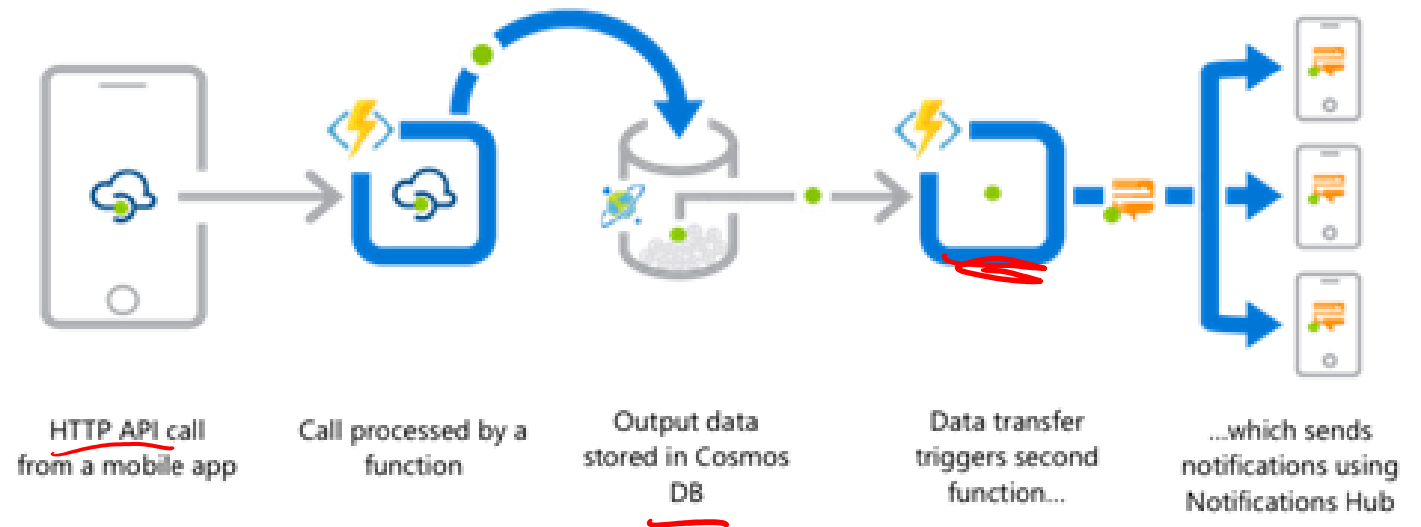 HTTP API call
from a mobile app
Call processed by a
function
Output data
stored in Cosmos
DB
Data transfer
triggers second
function...
...which sends
notifications using
Notifications Hub